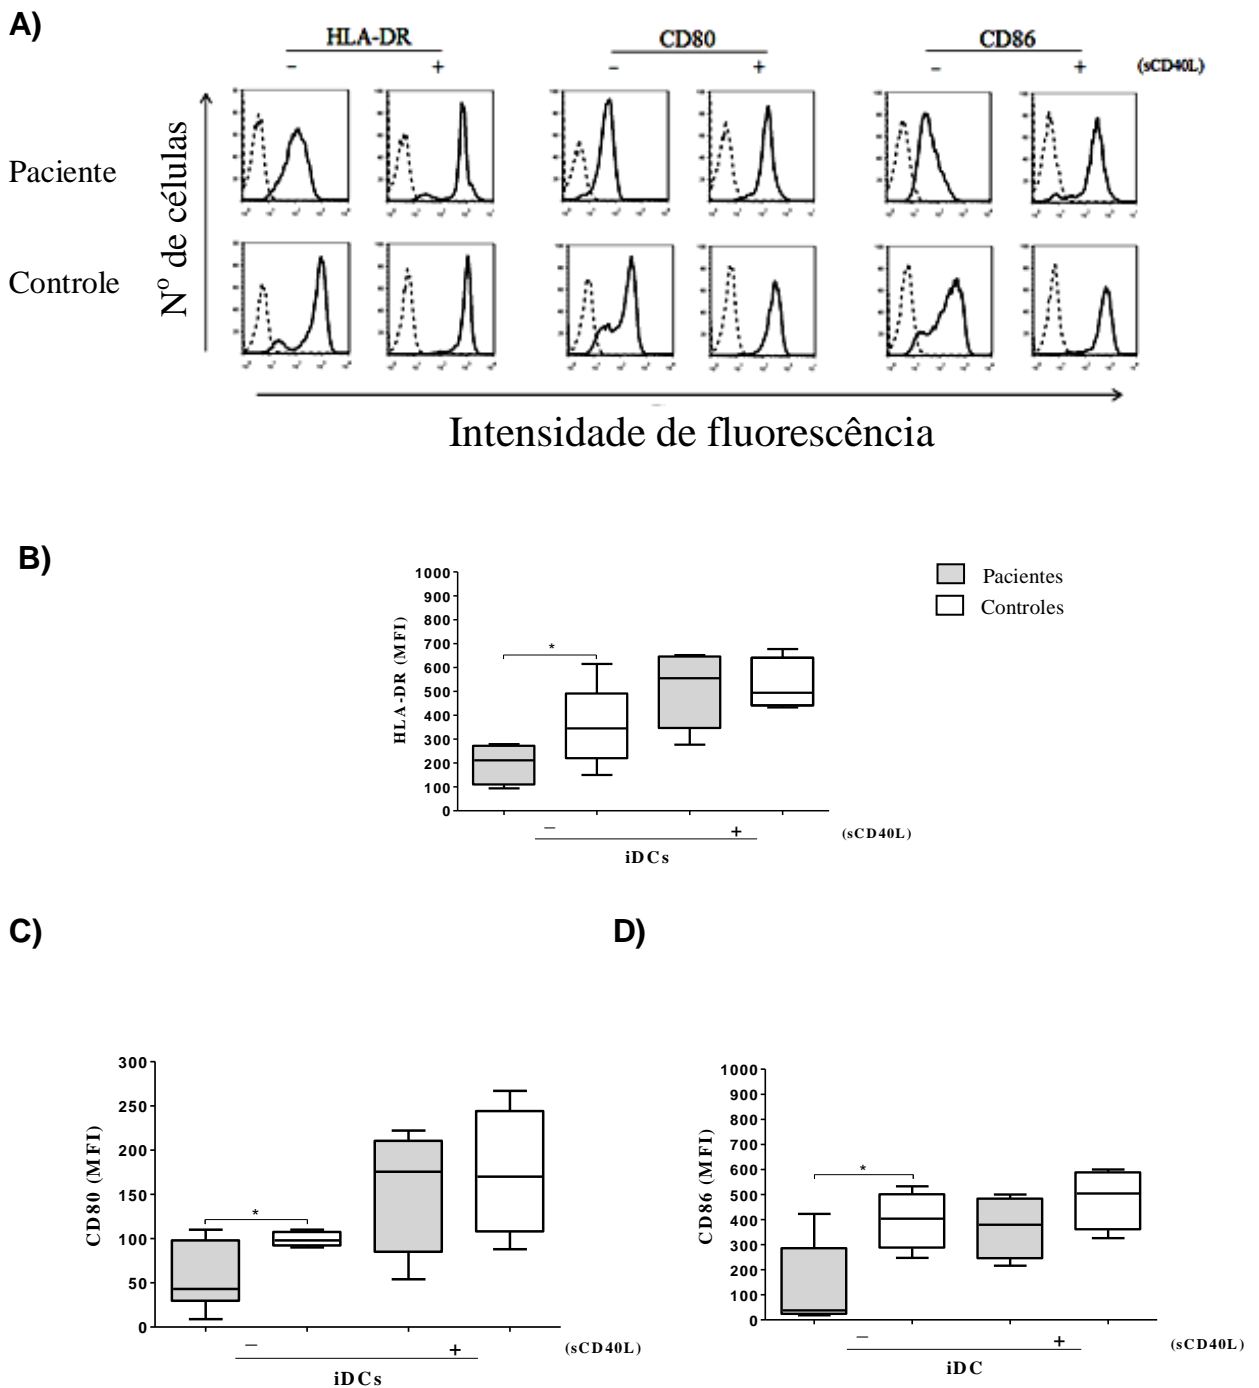 A)
HLA-DR CD80 CD86
− + − + − + (sCD40L)
Paciente
Controle
Nº de células
Intensidade de fluorescência
B)
Pacientes
Controles
HLA-DR (MFI)
1000
900
800
700
600
500
400
300
200
100
0
*
− + (sCD40L)
iDCs
C)
D)
CD80 (MFI)
300
250
200
150
100
50
0
*
− + (sCD40L)
iDCs
CD86 (MFI)
1000
900
800
700
600
500
400
300
200
100
0
*
− + (sCD40L)
iDC